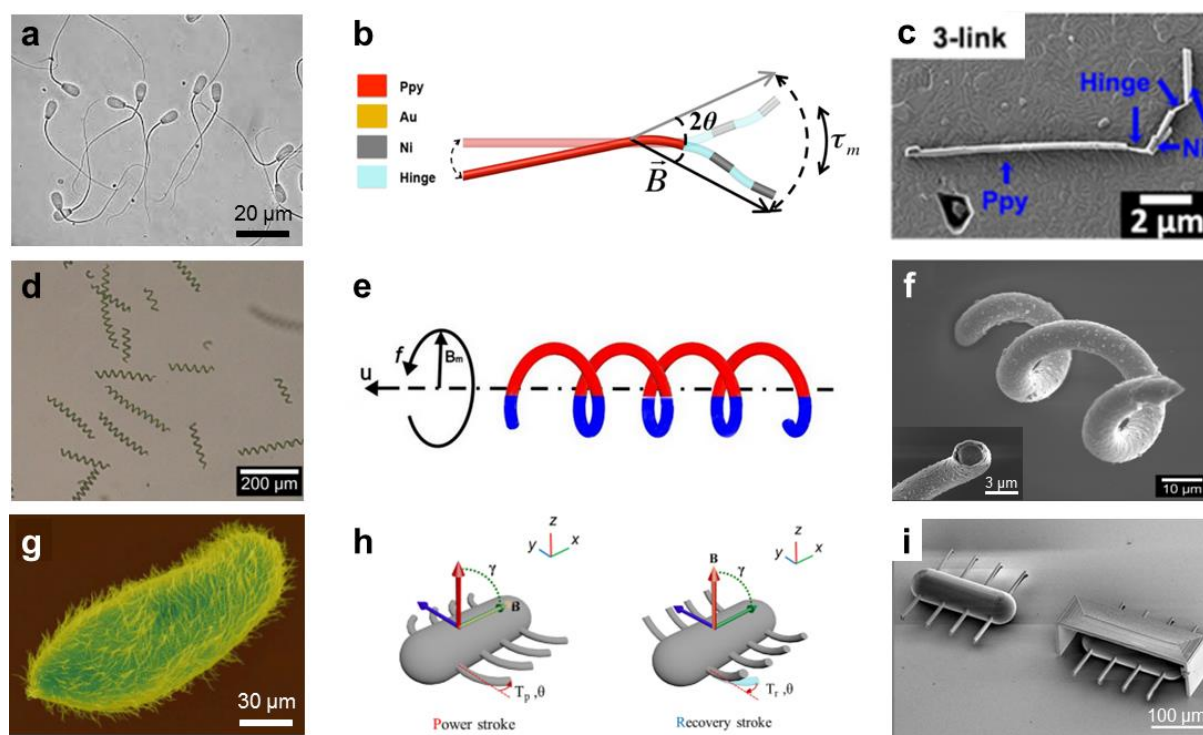 a
20 µm
b
Ppy
Au
Ni
Hinge
2θ
B
τm
c 3-link
Hinge
Ni
Ppy
2 µm
d
200 µm
e
f
Bm
u
f
3 µm
10 µm
g
30 µm
h
z
y
x
γ
B
Tp ,θ
Power stroke
z
y
x
B
γ
Tr ,θ
Recovery stroke
i
100 µm